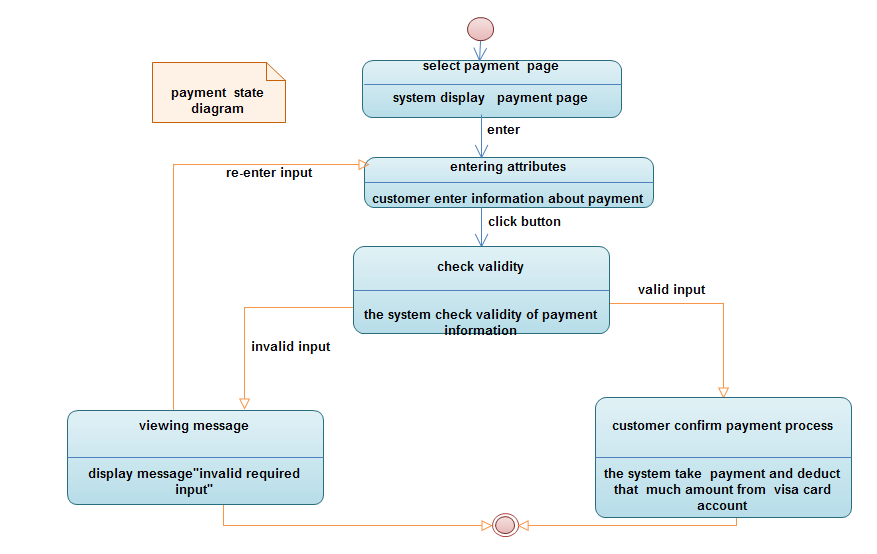 select payment page
payment state
diagram
system display payment page
enter
entering attributes
re-enter input
customer enter information about payment
click button
check validity
valid input
the system check validity of payment
information
invalid input
viewing message
customer confirm payment process
display message"invalid required
input"
the system take payment and deduct
that much amount from visa card
account